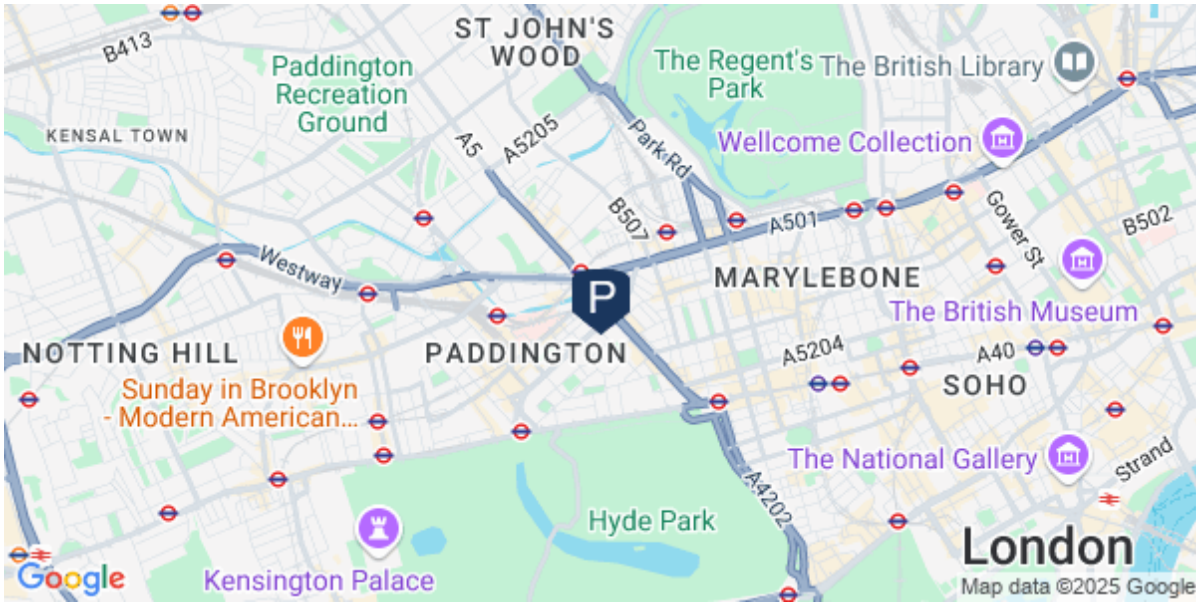 ST JOHN'S
WOOD
B413
Paddington
Recreation
Ground
The Regent's
Park
The British Library
KENSAL TOWN
A5
A5205
Park Rd
Wellcome Collection
B507
A501
Gower St
B502
Westway
MARYLEBONE
P
The British Museum
NOTTING HILL
PADDINGTON
A5204
A40
SOHO
Sunday in Brooklyn
- Modern American...
The National Gallery
Strand
A4202
Hyde Park
Kensington Palace
London
Google
Map data ©2025 Google